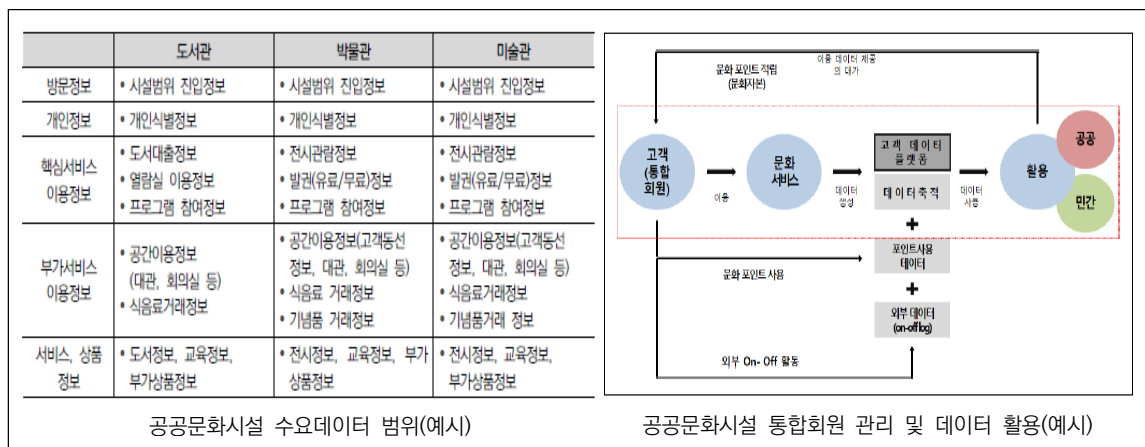 도서관 박물관 미술관
방문정보 • 시설범위 진입정보 • 시설범위 진입정보 • 시설범위 진입정보
개인정보 • 개인식별정보 • 개인식별정보 • 개인식별정보
핵심서비스 이용정보
• 도서대출정보
• 열람실 이용정보
• 프로그램 참여정보
• 전시관람정보
• 발권(유료/무료)정보
• 프로그램 참여정보
• 전시관람정보
• 발권(유료/무료)정보
• 프로그램 참여정보
부가서비스
이용정보
• 공간이용정보
(대관, 회의실 등)
• 식음료거래정보
• 공간이용정보(고객동선
정보, 대관, 회의실 등)
• 식음료 거래정보
• 기념품 거래정보
• 공간이용정보(고객동선
정보, 대관, 회의실 등)
• 식음료거래정보
• 기념품거래 정보
서비스, 상품
정보
• 도서정보, 교육정보,
부가상품정보
• 전시정보, 교육정보, 부가
상품정보
• 전시정보, 교육정보,
부가상품정보
공공문화시설 수요데이터 범위(예시)
이용 데이터 제공
의 대가
문화 포인트 적립
(문화자본)
고객
(통합
회원)
이용
문화
서비스
데이터
생성
고객 데이터
플랫폼
데이터축적
데이터
사용
활용
공공
민간
+
포인트사용
데이터
문화 포인트 사용
+
외부 데이터
(on-off log)
외부 On- Off 활동
공공문화시설 통합회원 관리 및 데이터 활용(예시)